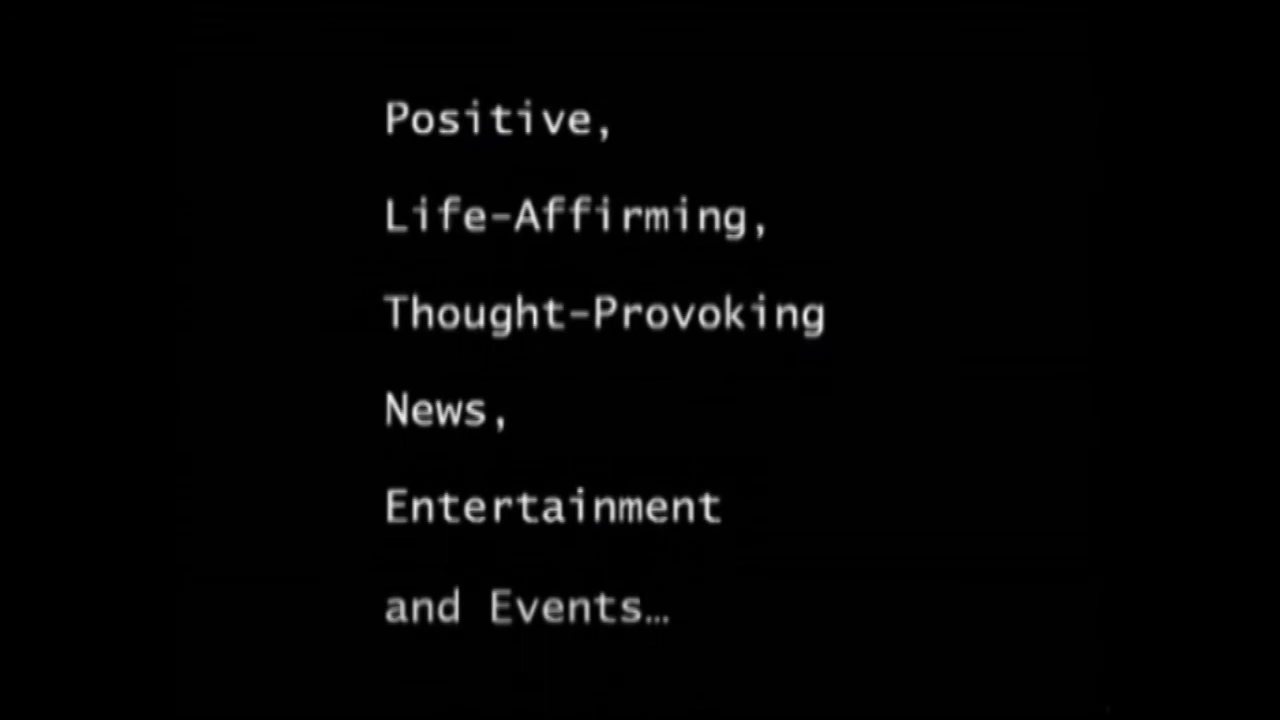 Positive,
Life-Affirming,
Thought-Provoking
News,
Entertainment
and Events…